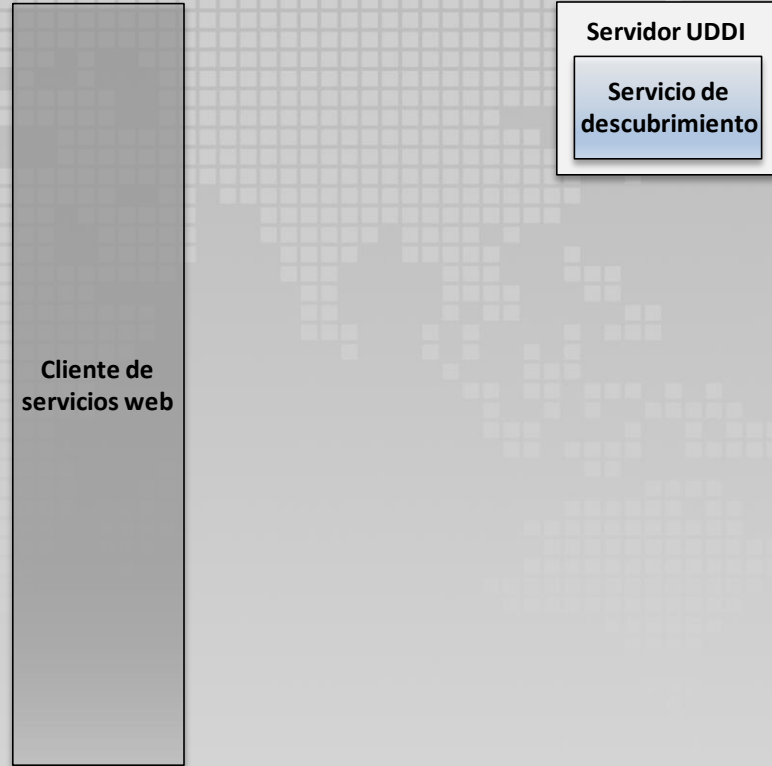 Servidor UDDI
Servicio de
descubrimiento
Cliente de
servicios web